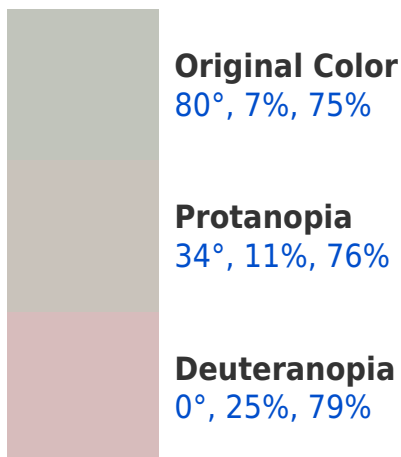 Original Color
80°, 7%, 75%
Protanopia
34°, 11%, 76%
Deuteranopia
0°, 25%, 79%